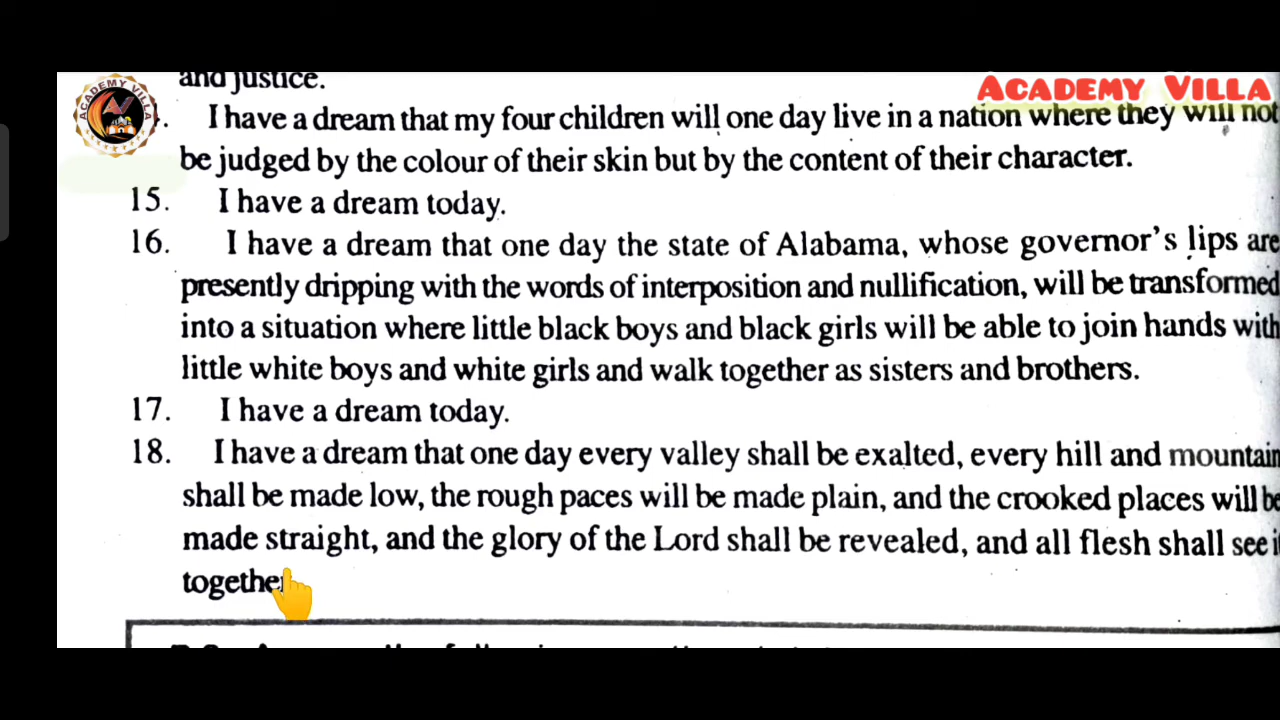 and justice.
ACADEMY VILLA
ACADEMY VILLA
I have a dream that my four children will one day live in a nation where they will not
be judged by the colour of their skin but by the content of their character.
15. I have a dream today.
16. I have a dream that one day the state of Alabama, whose governor's lips are
presently dripping with the words of interposition and nullification, will be transformed
into a situation where little black boys and black girls will be able to join hands with
little white boys and white girls and walk together as sisters and brothers.
17. I have a dream today.
18. I have a dream that one day every valley shall be exalted, every hill and mountain
shall be made low, the rough paces will be made plain, and the crooked places will be
made straight, and the glory of the Lord shall be revealed, and all flesh shall see it
together